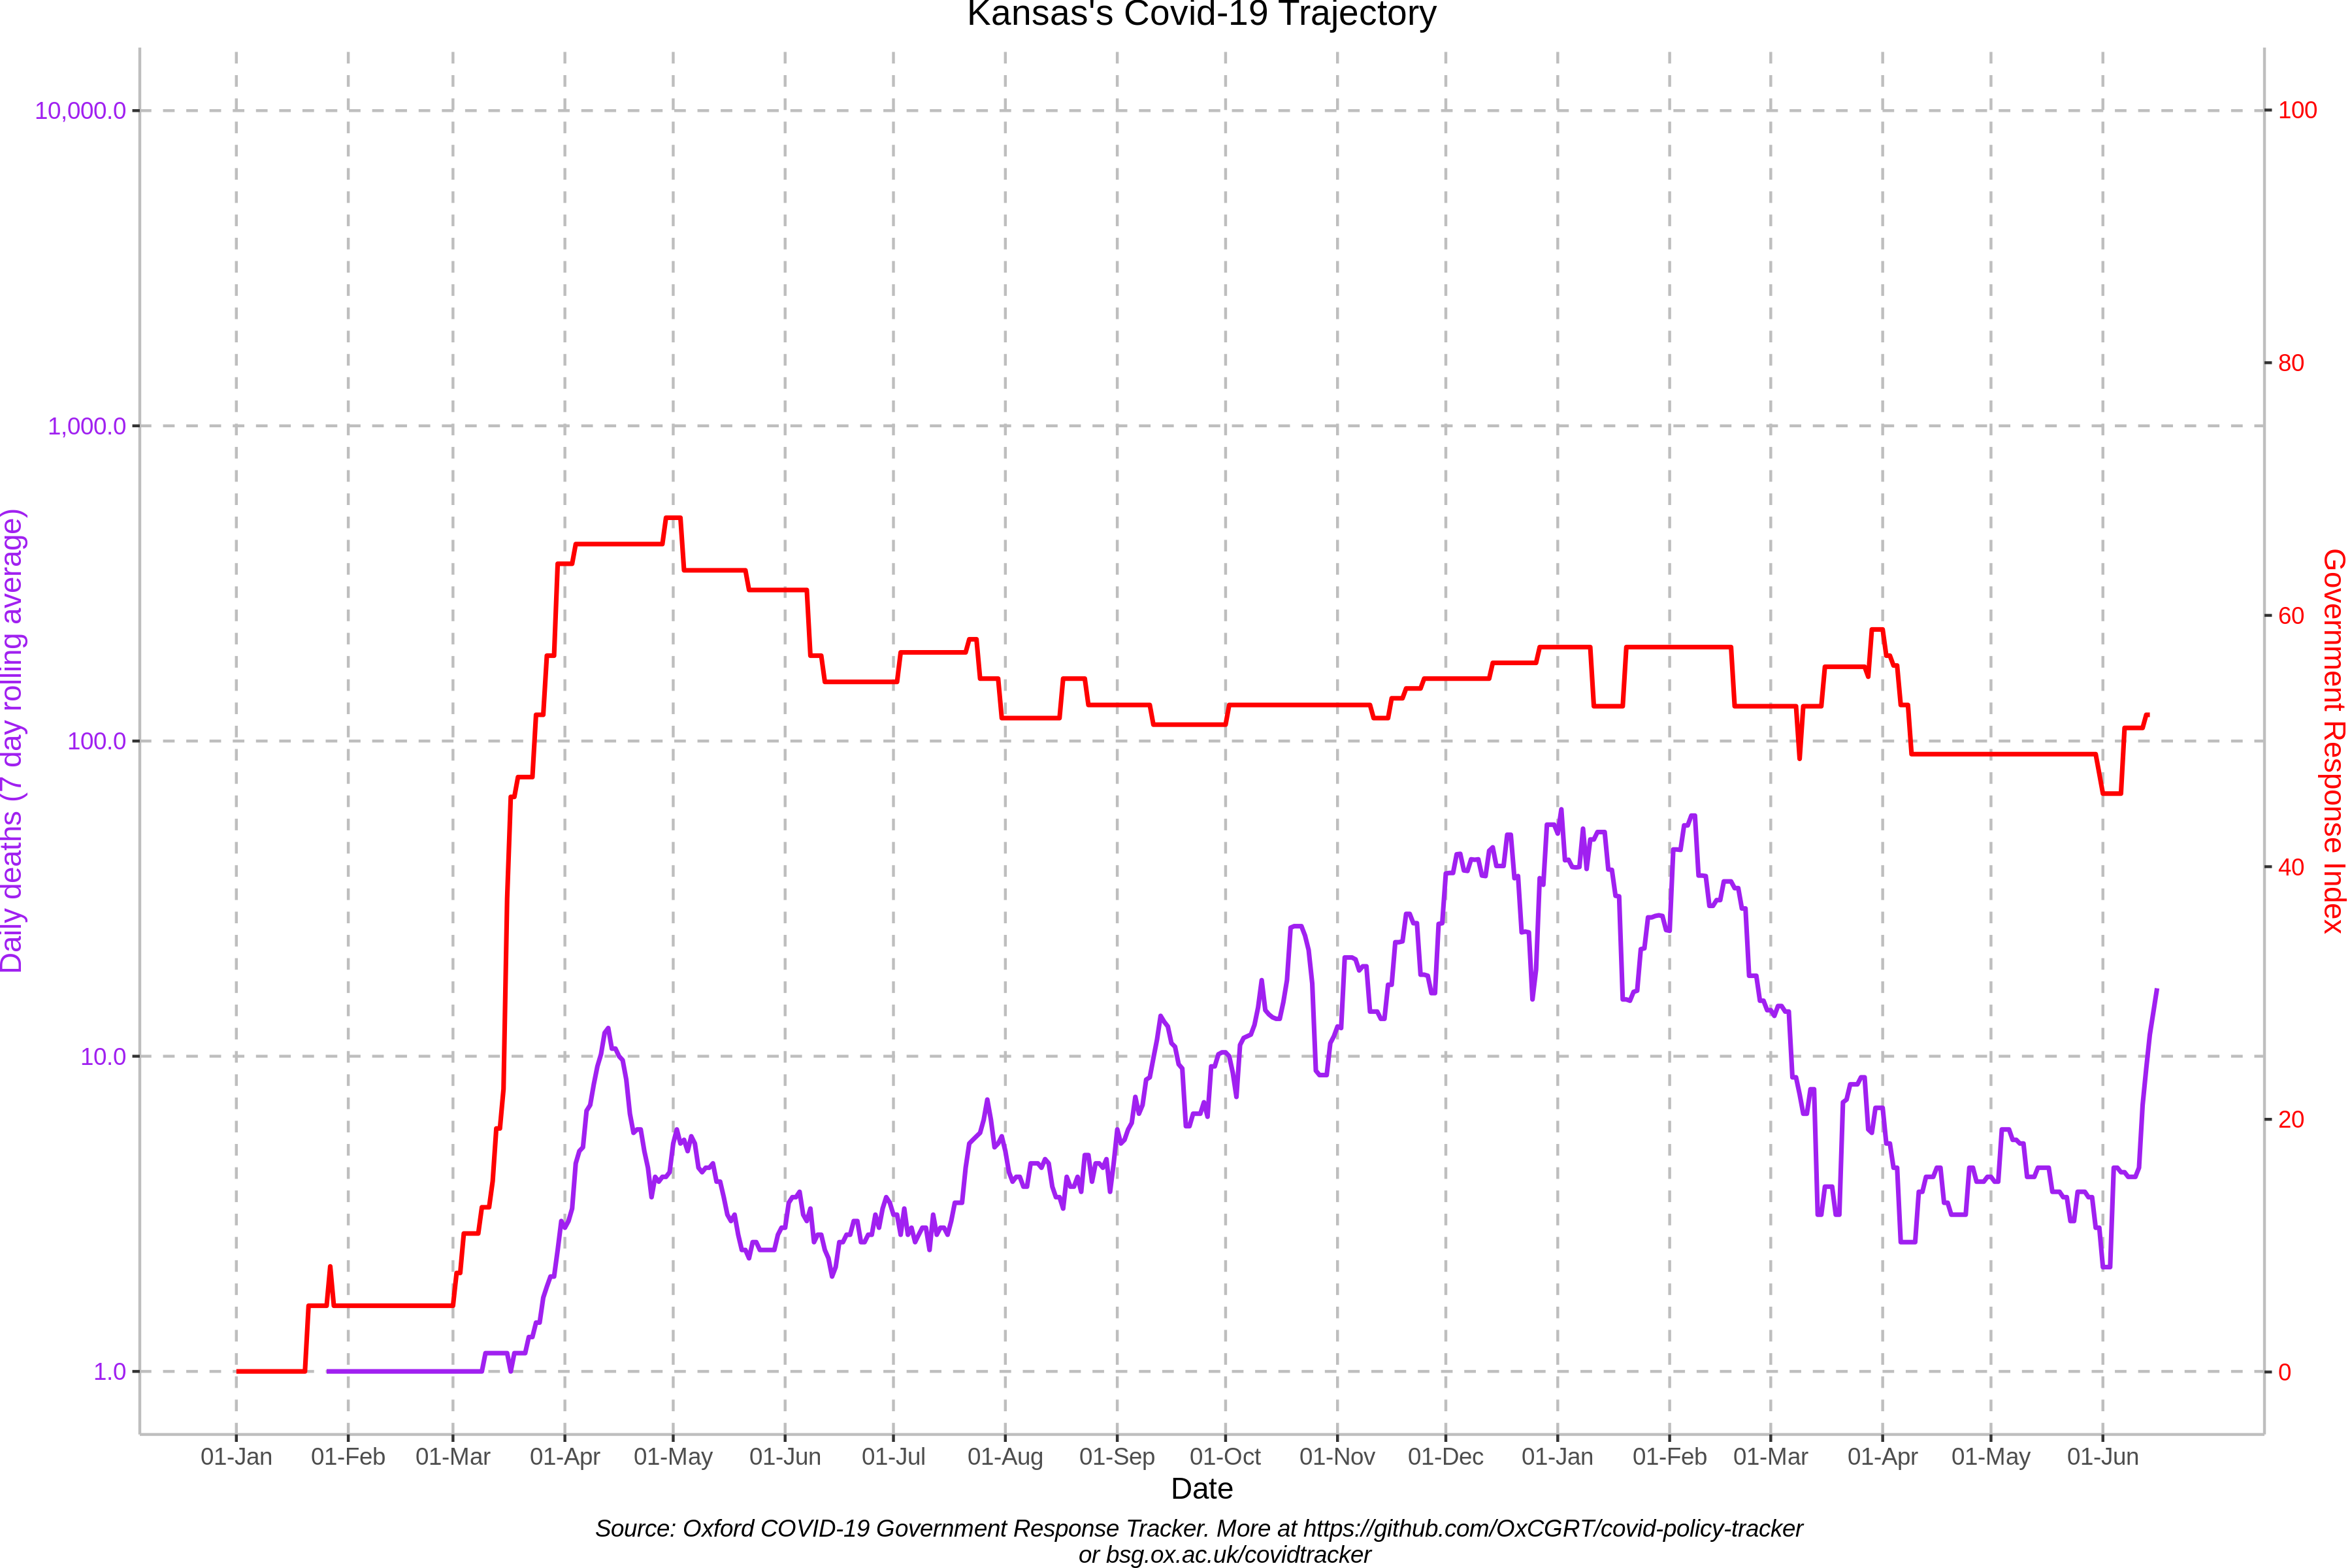 Kansas's Covid-19 Trajectory
10,000.0
1,000.0
100.0
10.0
1.0
Daily deaths (7 day rolling average)
100
80
60
40
20
0
Government Response Index
01-Jan 01-Feb 01-Mar 01-Apr 01-May 01-Jun 01-Jul 01-Aug 01-Sep 01-Oct 01-Nov 01-Dec 01-Jan 01-Feb 01-Mar 01-Apr 01-May 01-Jun
Date
Source: Oxford COVID-19 Government Response Tracker. More at https://github.com/OxCGRT/covid-policy-tracker
or bsg.ox.ac.uk/covidtracker